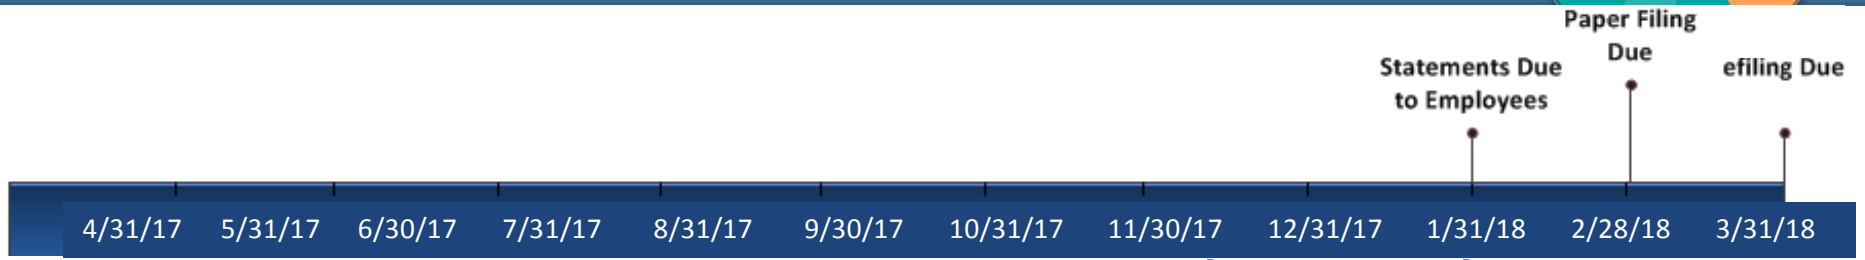 Paper Filing
Due
Statements Due
to Employees
efiling Due
4/31/17 5/31/17 6/30/17 7/31/17 8/31/17 9/30/17 10/31/17 11/30/17 12/31/17 1/31/18 2/28/18 3/31/18